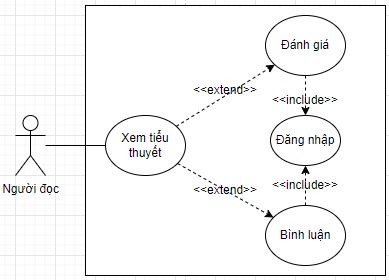 Đánh giá
<<extend>>
<<include>>
Xem tiểu
thuyết
Đăng nhập
Người đọc
<<extend>>
<<include>>
Bình luận